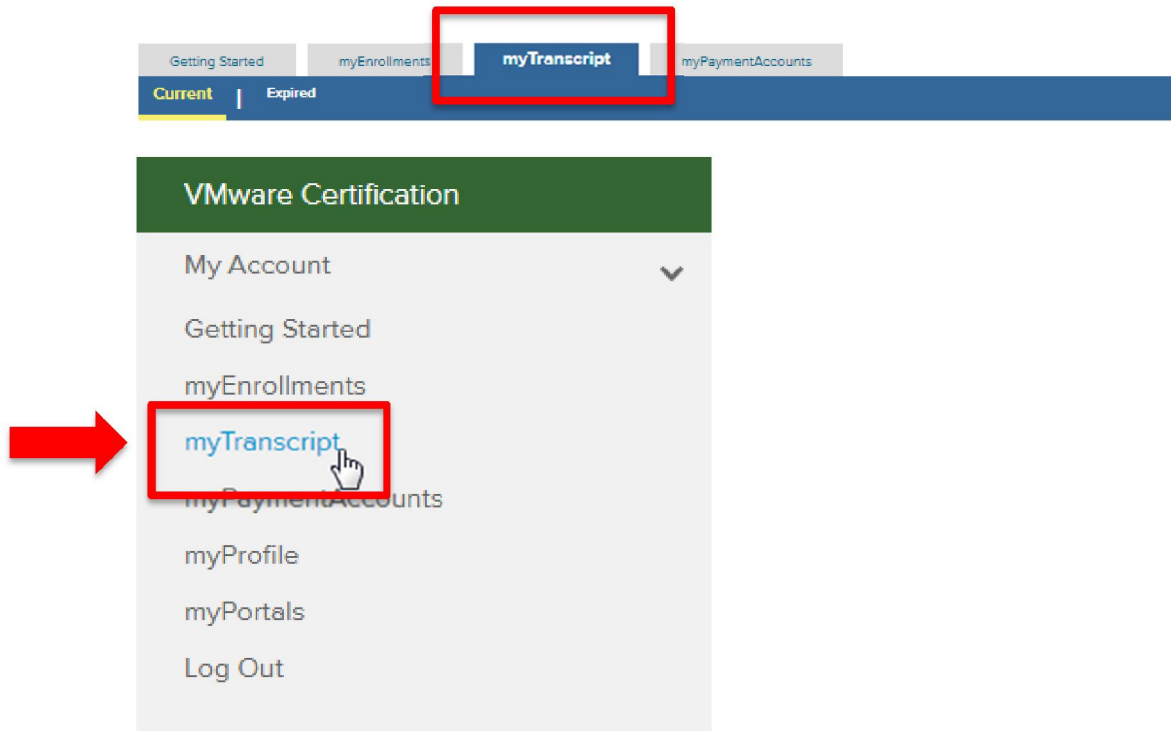 Getting Started myEnrollments myTranscript myPaymentAccounts
Current | Expired
VMware Certification
My Account
Getting Started
myEnrollments
myTranscript
myPaymentAccounts
myProfile
myPortals
Log Out